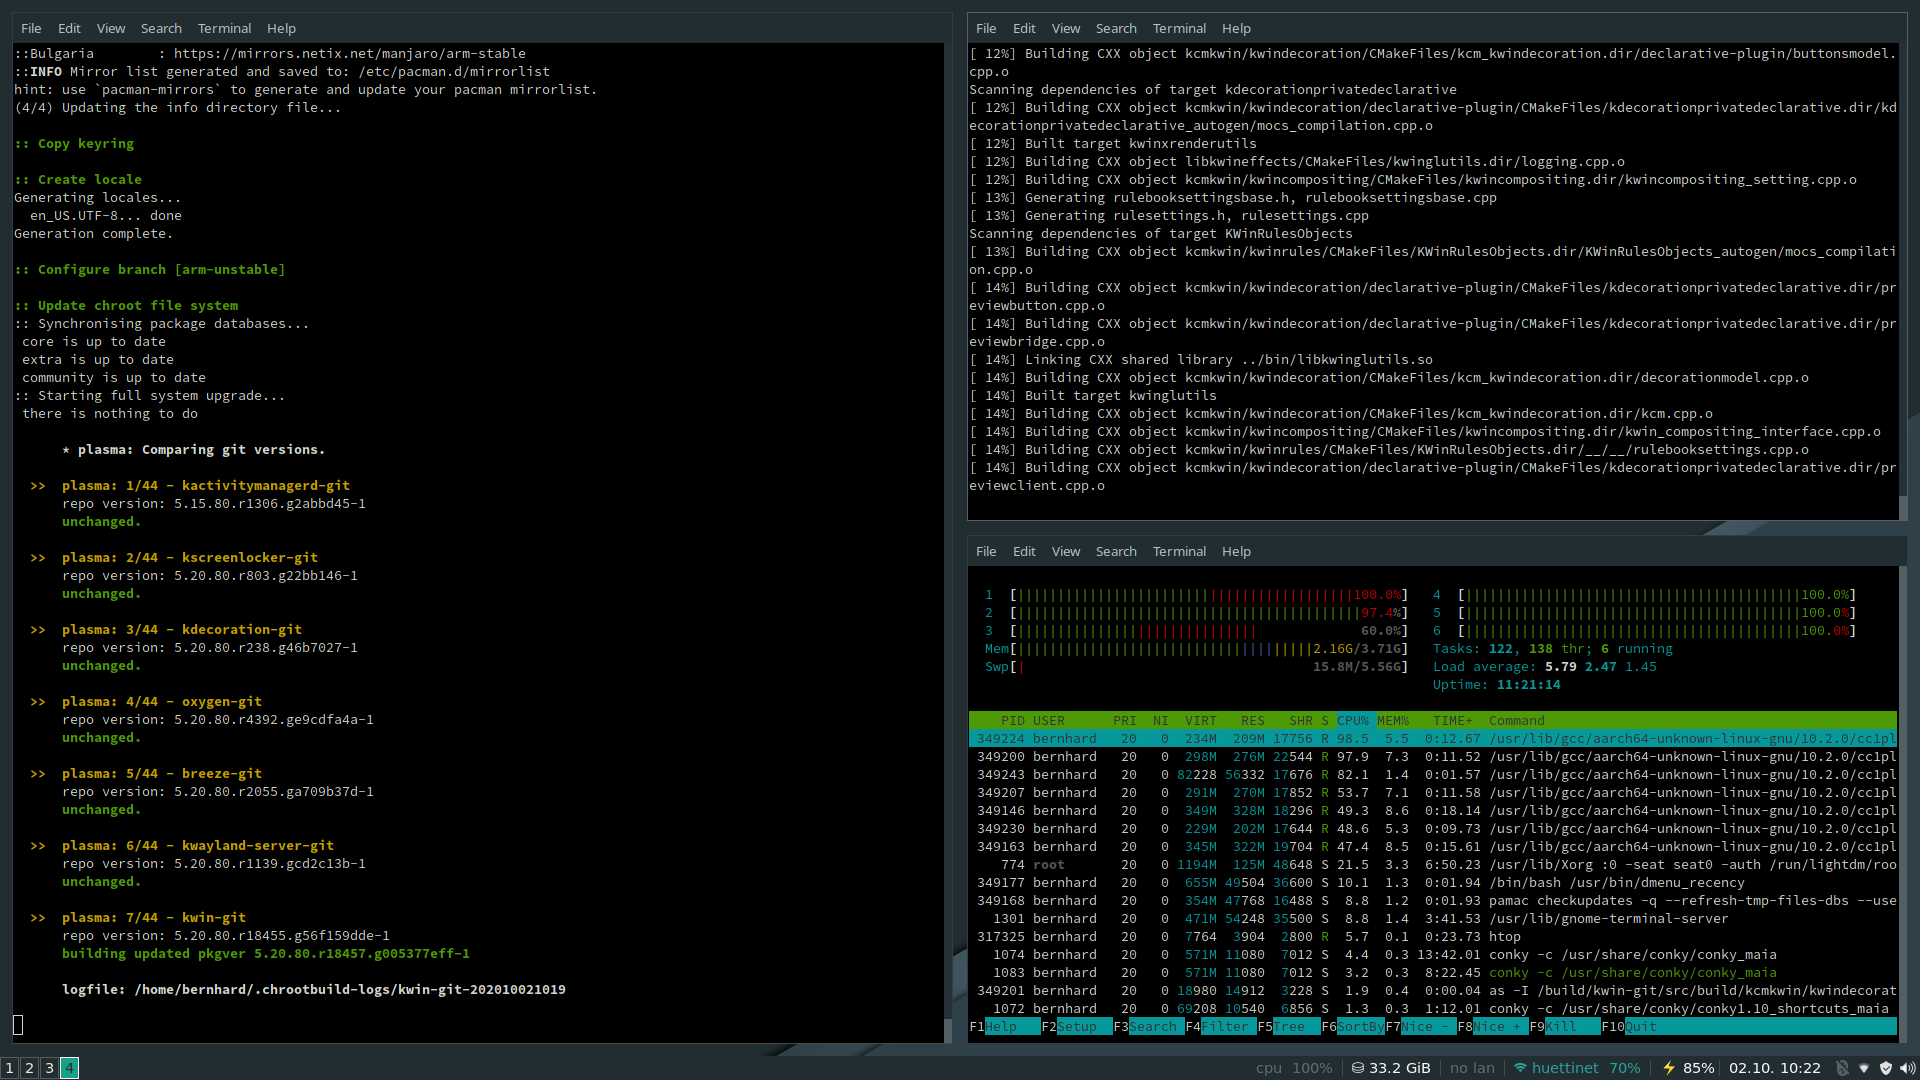 File Edit View Search Terminal Help
::Bulgaria        : https://mirrors.netix.net/manjaro/arm-stable
::INFO Mirror list generated and saved to: /etc/pacman.d/mirrorlist
hint: use `pacman-mirrors` to generate and update your pacman mirrorlist.
(4/4) Updating the info directory file...
:: Copy keyring
:: Create locale
Generating locales...
  en_US.UTF-8... done
Generation complete.
:: Configure branch [arm-unstable]
:: Update chroot file system
:: Synchronising package databases...
 core is up to date
 extra is up to date
 community is up to date
:: Starting full system upgrade...
 there is nothing to do
* plasma: Comparing git versions.
>> plasma: 1/44 - kactivitymanagerd-git
repo version: 5.15.80.r1306.g2abbd45-1
unchanged.
>> plasma: 2/44 - kscreenlocker-git
repo version: 5.20.80.r803.g22bb146-1
unchanged.
>> plasma: 3/44 - kdecoration-git
repo version: 5.20.80.r238.g46b7027-1
unchanged.
>> plasma: 4/44 - oxygen-git
repo version: 5.20.80.r4392.ge9cdfa4a-1
unchanged.
>> plasma: 5/44 - breeze-git
repo version: 5.20.80.r2055.ga709b37d-1
unchanged.
>> plasma: 6/44 - kwayland-server-git
repo version: 5.20.80.r1139.gcd2c13b-1
unchanged.
>> plasma: 7/44 - kwin-git
repo version: 5.20.80.r18455.g56f159dde-1
building updated pkgver 5.20.80.r18457.g005377eff-1
logfile: /home/bernhard/.chrootbuild-logs/kwin-git-202010021019
File Edit View Search Terminal Help
[ 12%] Building CXX object kcmkwin/kwindecoration/CMakeFiles/kcm_kwindecoration.dir/declarative-plugin/buttonsmodel.
cpp.o
Scanning dependencies of target kdecorationprivatedeclarative
[ 12%] Building CXX object kcmkwin/kwindecoration/declarative-plugin/CMakeFiles/kdecorationprivatedeclarative.dir/kd
ecorationprivatedeclarative_autogen/mocs_compilation.cpp.o
[ 12%] Built target kwinxrenderutils
[ 12%] Building CXX object libkwineffects/CMakeFiles/kwinglutils.dir/logging.cpp.o
[ 12%] Building CXX object kcmkwin/kwincompositing/CMakeFiles/kwincompositing.dir/kwincompositing_setting.cpp.o
[ 13%] Generating rulebooksettingsbase.h, rulebooksettingsbase.cpp
[ 13%] Generating rulesettings.h, rulesettings.cpp
Scanning dependencies of target KWinRulesObjects
[ 13%] Building CXX object kcmkwin/kwinrules/CMakeFiles/KWinRulesObjects.dir/KWinRulesObjects_autogen/mocs_compilati
on.cpp.o
[ 14%] Building CXX object kcmkwin/kwindecoration/declarative-plugin/CMakeFiles/kdecorationprivatedeclarative.dir/pr
eviewbutton.cpp.o
[ 14%] Building CXX object kcmkwin/kwindecoration/declarative-plugin/CMakeFiles/kdecorationprivatedeclarative.dir/pr
eviewbridge.cpp.o
[ 14%] Linking CXX shared library ../bin/libkwinglutils.so
[ 14%] Building CXX object kcmkwin/kwindecoration/CMakeFiles/kcm_kwindecoration.dir/decorationmodel.cpp.o
[ 14%] Built target kwinglutils
[ 14%] Building CXX object kcmkwin/kwindecoration/CMakeFiles/kcm_kwindecoration.dir/kcm.cpp.o
[ 14%] Building CXX object kcmkwin/kwincompositing/CMakeFiles/kwincompositing.dir/kwin_compositing_interface.cpp.o
[ 14%] Building CXX object kcmkwin/kwinrules/CMakeFiles/KWinRulesObjects.dir/__/__/rulebooksettings.cpp.o
[ 14%] Building CXX object kcmkwin/kwindecoration/declarative-plugin/CMakeFiles/kdecorationprivatedeclarative.dir/pr
eviewclient.cpp.o
File Edit View Search Terminal Help
1 [100.0%] 4 [100.0%]
2 [97.4%] 5 [100.0%]
3 [60.0%] 6 [100.0%]
Mem[2.16G/3.71G] Tasks: 122, 138 thr; 6 running
Swp[15.8M/5.56G] Load average: 5.79 2.47 1.45
Uptime: 11:21:14
PID USER PRI NI VIRT RES SHR S CPU% MEM% TIME+ Command
349224 bernhard 20 0 234M 209M 17756 R 98.5 5.5 0:12.67 /usr/lib/gcc/aarch64-unknown-linux-gnu/10.2.0/cc1pl
349200 bernhard 20 0 298M 276M 22544 R 97.9 7.3 0:11.52 /usr/lib/gcc/aarch64-unknown-linux-gnu/10.2.0/cc1pl
349243 bernhard 20 0 82228 56332 17676 R 82.1 1.4 0:01.57 /usr/lib/gcc/aarch64-unknown-linux-gnu/10.2.0/cc1pl
349207 bernhard 20 0 291M 270M 17852 R 53.7 7.1 0:11.58 /usr/lib/gcc/aarch64-unknown-linux-gnu/10.2.0/cc1pl
349146 bernhard 20 0 349M 328M 18296 R 49.3 8.6 0:18.14 /usr/lib/gcc/aarch64-unknown-linux-gnu/10.2.0/cc1pl
349230 bernhard 20 0 229M 202M 17644 R 48.6 5.3 0:09.73 /usr/lib/gcc/aarch64-unknown-linux-gnu/10.2.0/cc1pl
349163 bernhard 20 0 345M 322M 19704 R 47.4 8.5 0:15.61 /usr/lib/gcc/aarch64-unknown-linux-gnu/10.2.0/cc1pl
774 root 20 0 1194M 125M 48648 S 21.5 3.3 6:50.23 /usr/lib/Xorg :0 -seat seat0 -auth /run/lightdm/roo
349177 bernhard 20 0 655M 49504 36600 S 10.1 1.3 0:01.94 /bin/bash /usr/bin/dmenu_recency
349168 bernhard 20 0 354M 47768 16488 S 8.8 1.2 0:01.93 pamac checkupdates -q --refresh-tmp-files-dbs --use
1301 bernhard 20 0 471M 54248 35500 S 8.8 1.4 3:41.53 /usr/lib/gnome-terminal-server
317325 bernhard 20 0 7764 3904 2800 R 5.7 0.1 0:23.73 htop
1074 bernhard 20 0 571M 11080 7012 S 4.4 0.3 13:42.01 conky -c /usr/share/conky/conky_maia
1083 bernhard 20 0 571M 11080 7012 S 3.2 0.3 8:22.45 conky -c /usr/share/conky/conky_maia
349201 bernhard 20 0 18980 14912 3228 S 1.9 0.4 0:00.04 as -I /build/kwin-git/src/build/kcmkwin/kwindecorat
1072 bernhard 20 0 69208 10540 6856 S 1.3 0.3 1:12.01 conky -c /usr/share/conky/conky1.10_shortcuts_maia
F1Help F2Setup F3Search F4Filter F5Tree F6SortBy F7Nice - F8Nice + F9Kill F10Quit
1 2 3 4 cpu 100% 33.2 GiB no lan huettinet 70% 85% 02.10. 10:22